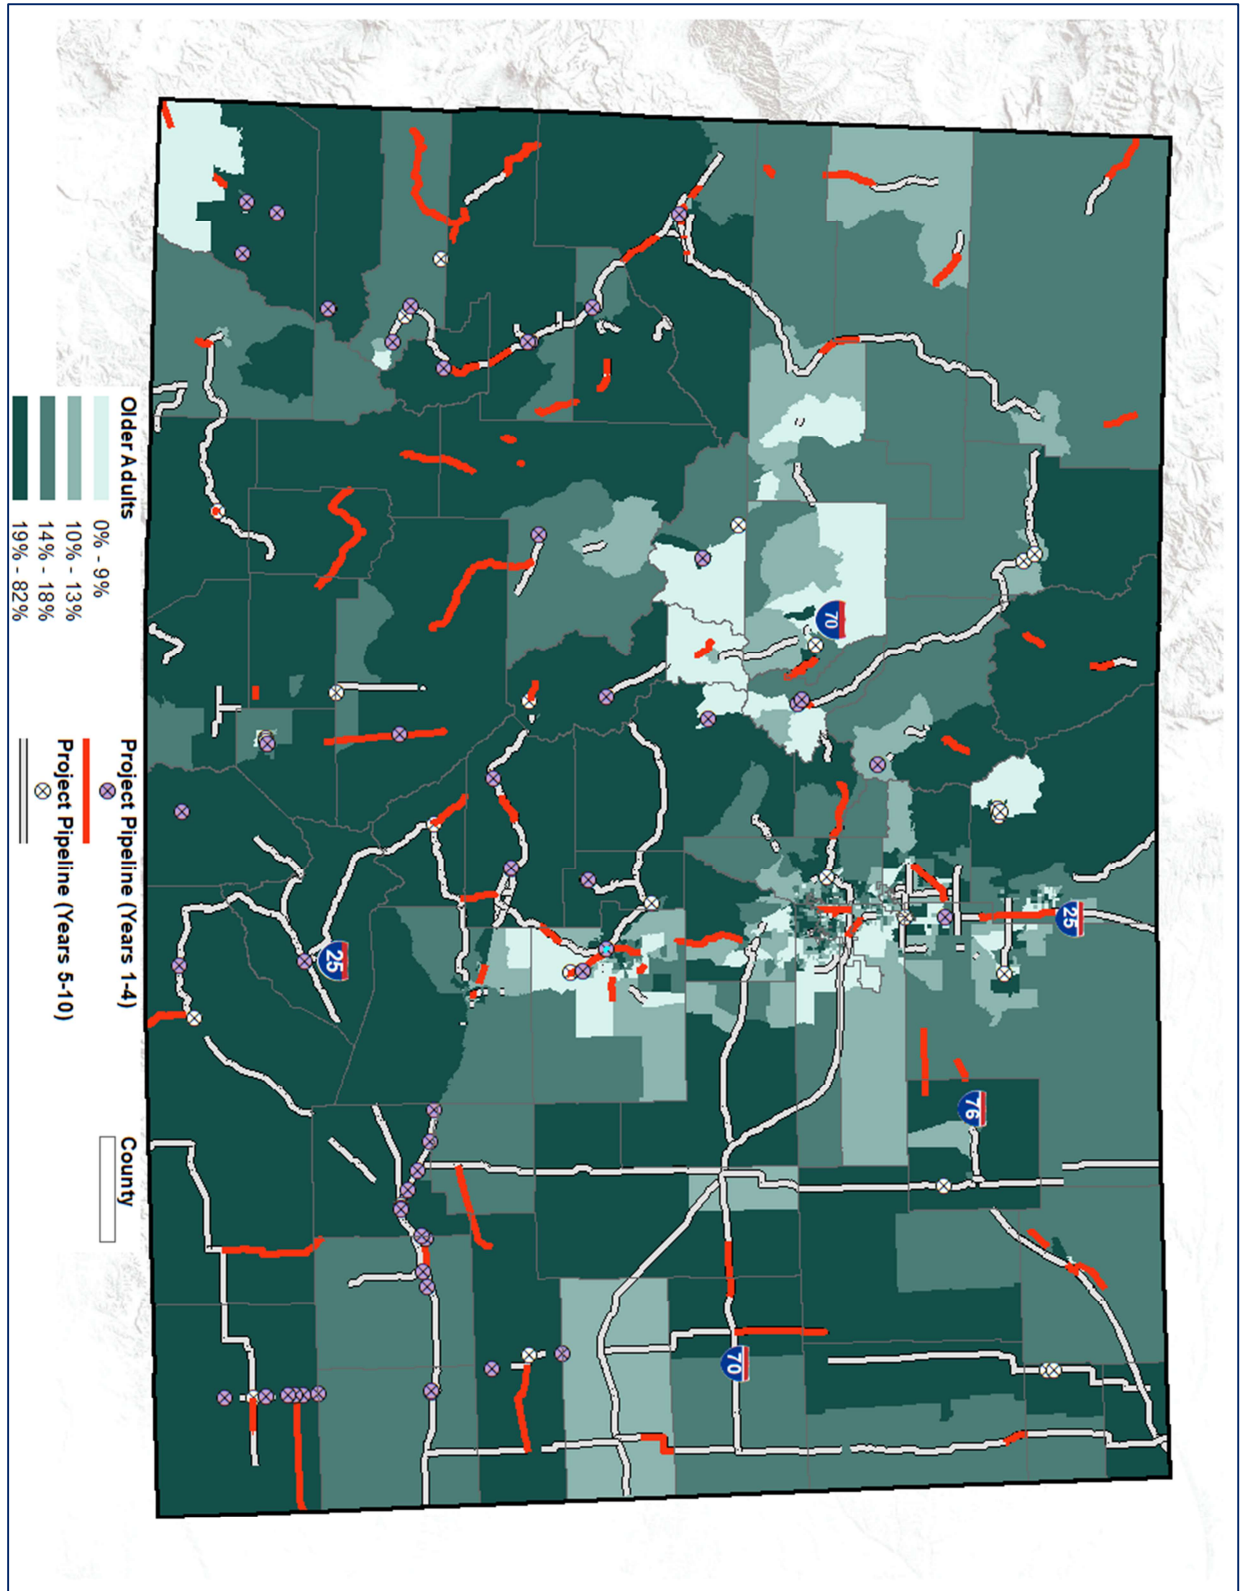 70
25
76
25
70
Older Adults
0% - 9%
10% - 13%
14% - 18%
19% - 82%
Project Pipeline (Years 1-4)
Project Pipeline (Years 5-10)
County